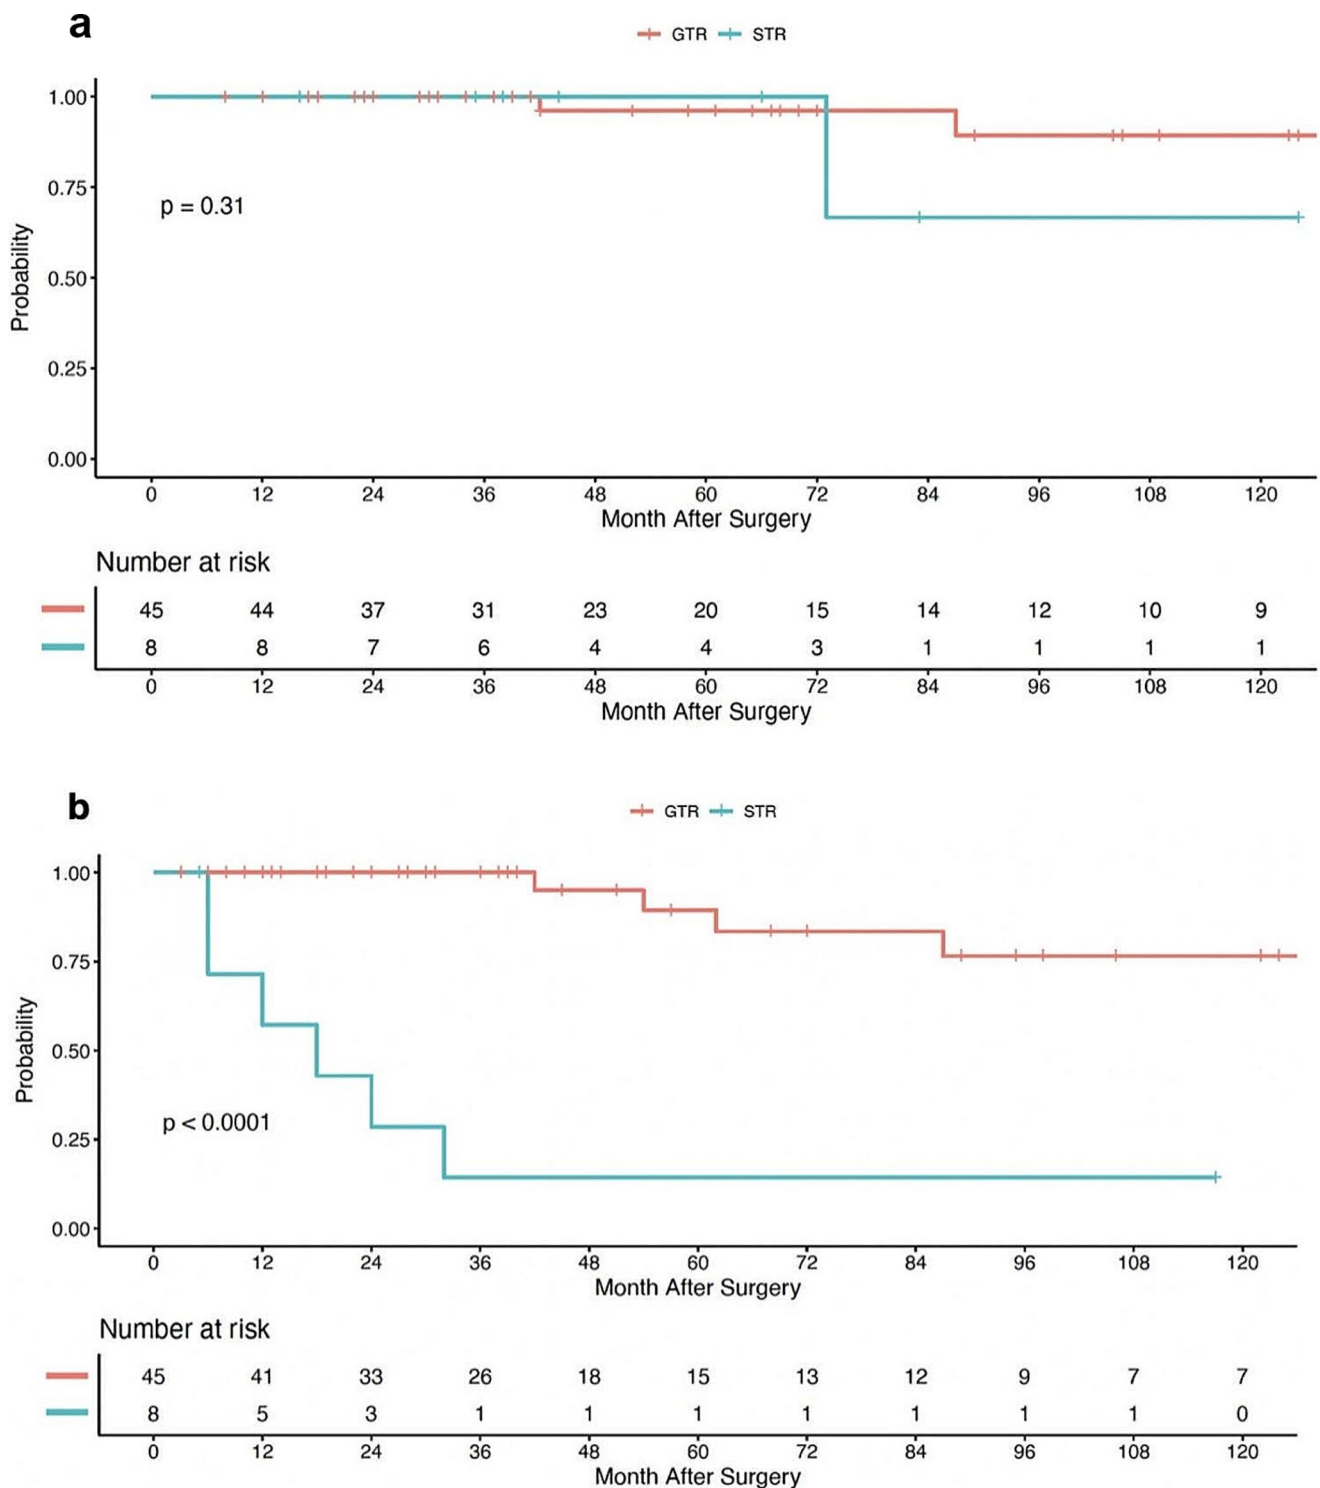 a
GTR STR
1.00
0.75
0.50
0.25
0.00
p = 0.31
Probability
0 12 24 36 48 60 72 84 96 108 120
Month After Surgery
Number at risk
45 44 37 31 23 20 15 14 12 10 9
8 8 7 6 4 4 3 1 1 1 1
0 12 24 36 48 60 72 84 96 108 120
Month After Surgery
b
GTR STR
1.00
0.75
0.50
0.25
0.00
p < 0.0001
Probability
0 12 24 36 48 60 72 84 96 108 120
Month After Surgery
Number at risk
45 41 33 26 18 15 13 12 9 7 7
8 5 3 1 1 1 1 1 1 1 0
0 12 24 36 48 60 72 84 96 108 120
Month After Surgery